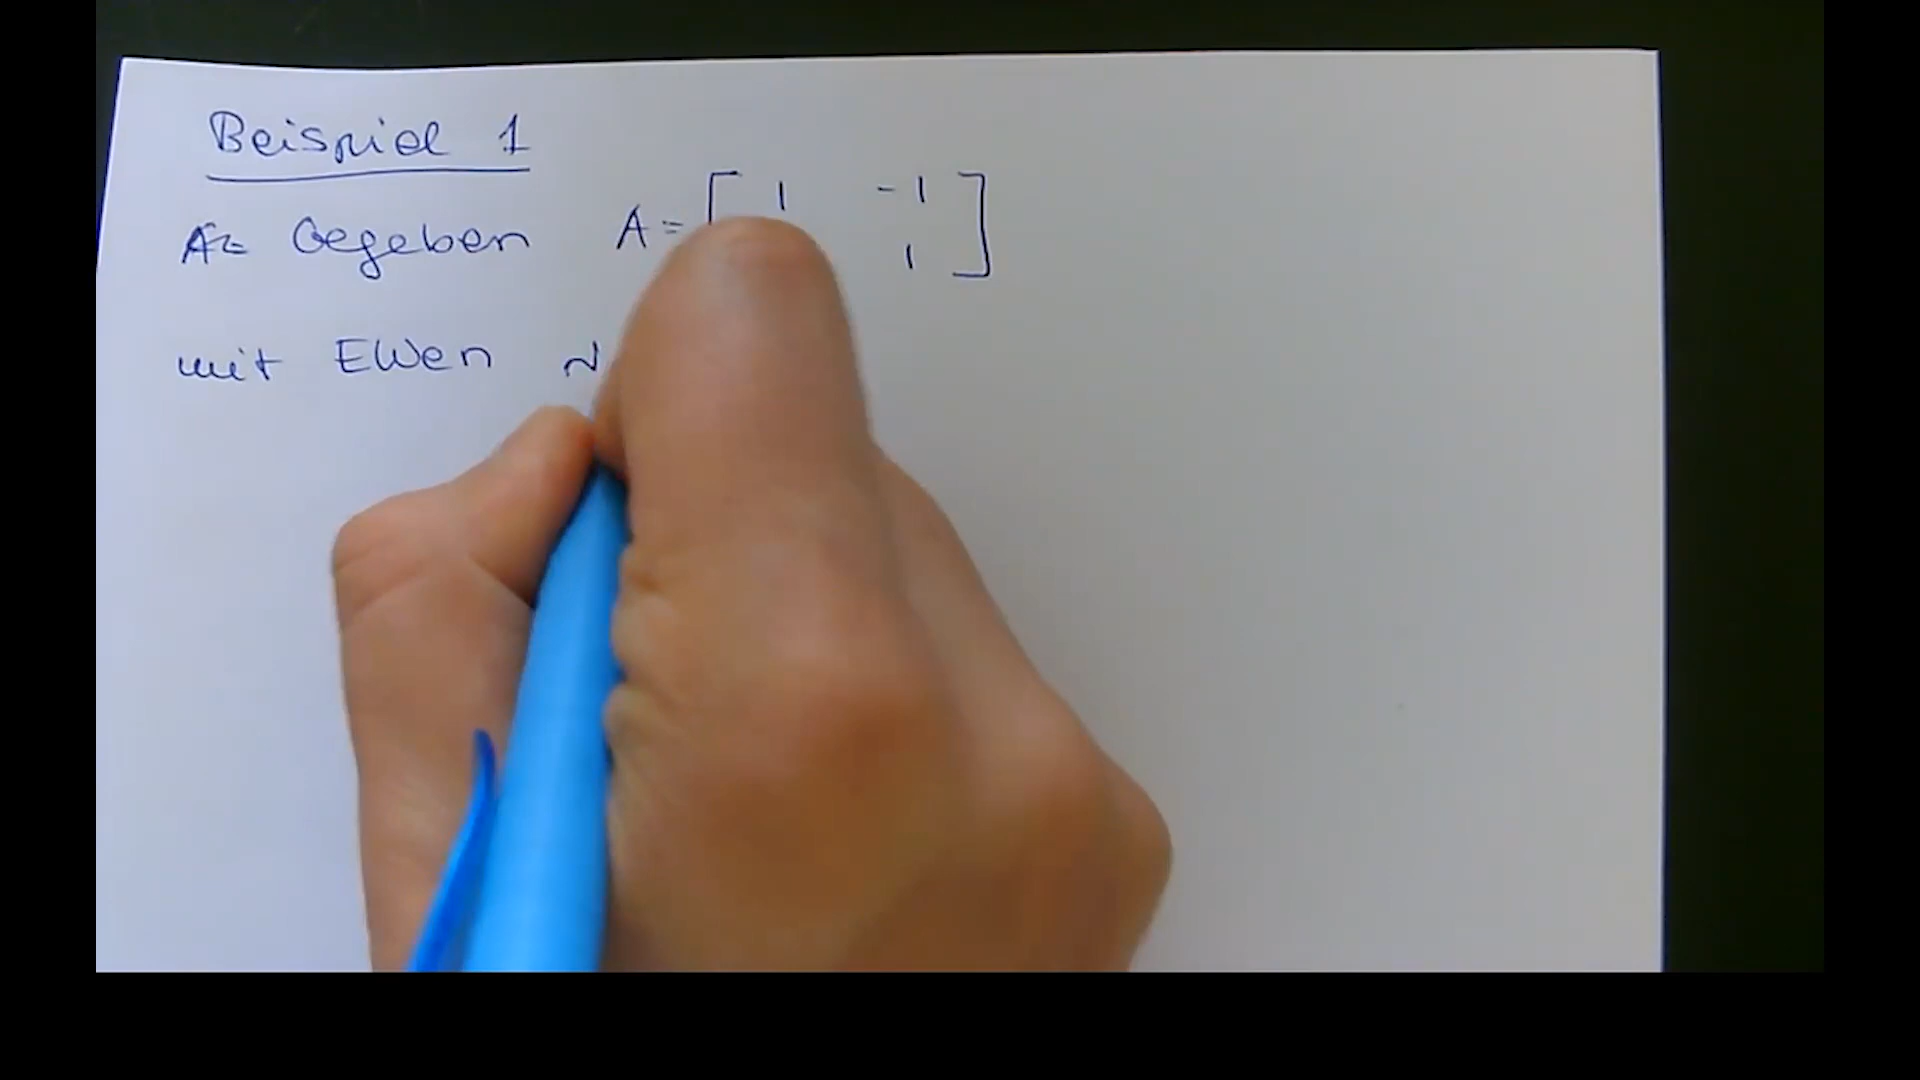 Beispiel 1
Gegeben A = [ 1 -1
1 ]
mit EWen